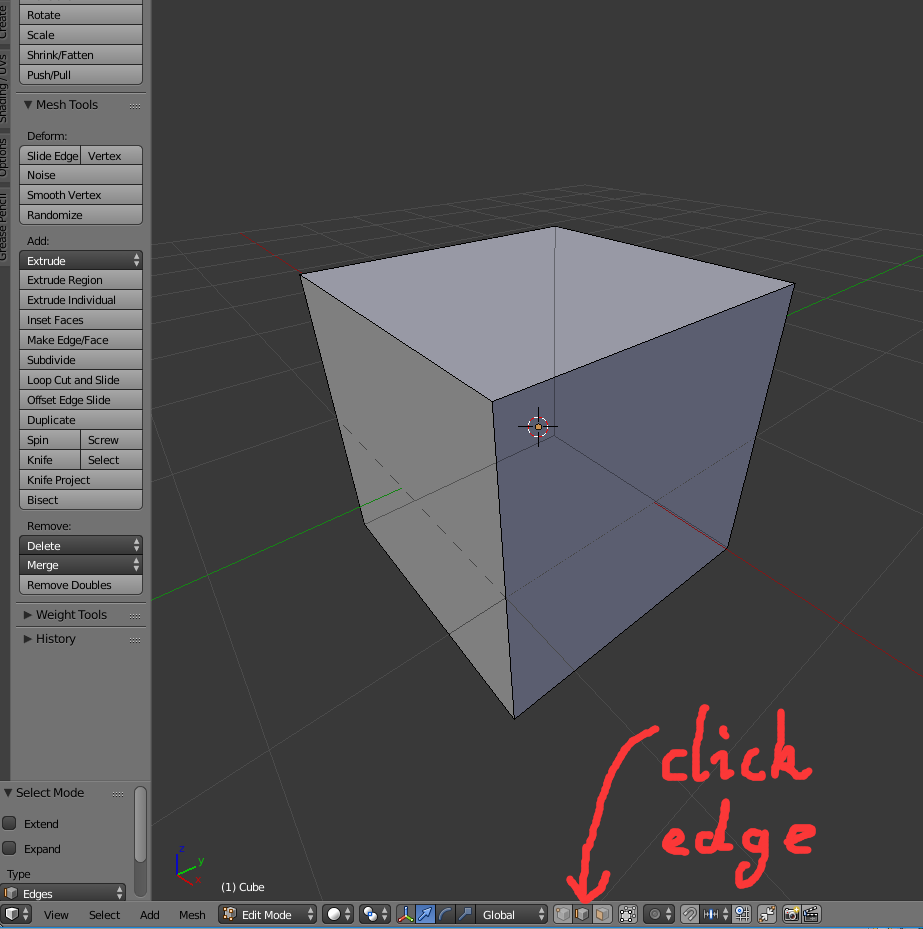 Create
Rotate
Scale
Shrink/Fatten
Push/Pull
Shading / UVs
Options
Grease Pencil
Mesh Tools
Deform:
Slide Edge Vertex
Noise
Smooth Vertex
Randomize
Add:
Extrude
Extrude Region
Extrude Individual
Inset Faces
Make Edge/Face
Subdivide
Loop Cut and Slide
Offset Edge Slide
Duplicate
Spin Screw
Knife Select
Knife Project
Bisect
Remove:
Delete
Merge
Remove Doubles
Weight Tools
History
Select Mode
Extend
Expand
Type
Edges
click
edge
z
y
x
(1) Cube
View Select Add Mesh Edit Mode Global